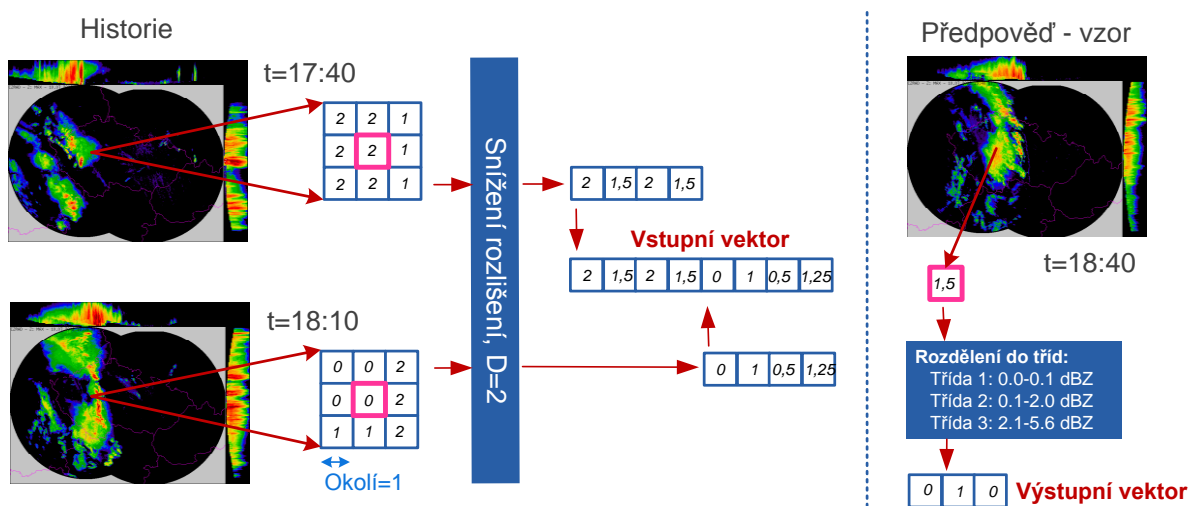 Historie
t=17:40
2 2 1
2 2 1
2 2 1
t=18:10
0 0 2
0 0 2
1 1 2
Okolí=1
Snížení rozlišení, D=2
2 1,5 2 1,5
Vstupní vektor
2 1,5 2 1,5 0 1 0,5 1,25
0 1 0,5 1,25
Předpověď - vzor
t=18:40
1,5
Rozdělení do tříd:
Třída 1: 0.0-0.1 dBZ
Třída 2: 0.1-2.0 dBZ
Třída 3: 2.1-5.6 dBZ
0 1 0
Výstupní vektor